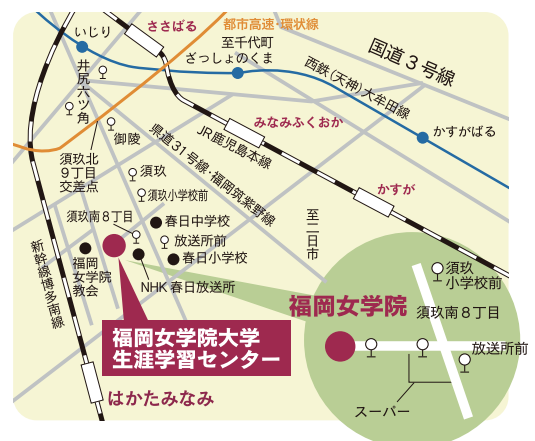 都市高速・環状線
ささばる
いじり
至千代町
ざっしょのくま
国道3号線
西鉄(天神)大牟田線
井尻六ツ角
みなみふくおか
かすがばる
御陵
県道31号線・福岡筑紫野線
JR鹿児島本線
須玖北
9丁目
交差点
須玖
須玖小学校前
かすが
須玖南8丁目
春日中学校
放送所前
春日小学校
至二日市
新幹線博多南線
福岡
女学院
教会
NHK 春日放送所
福岡女学院
須玖
小学校前
須玖南8丁目
放送所前
スーパー
福岡女学院大学
生涯学習センター
はかたみなみ